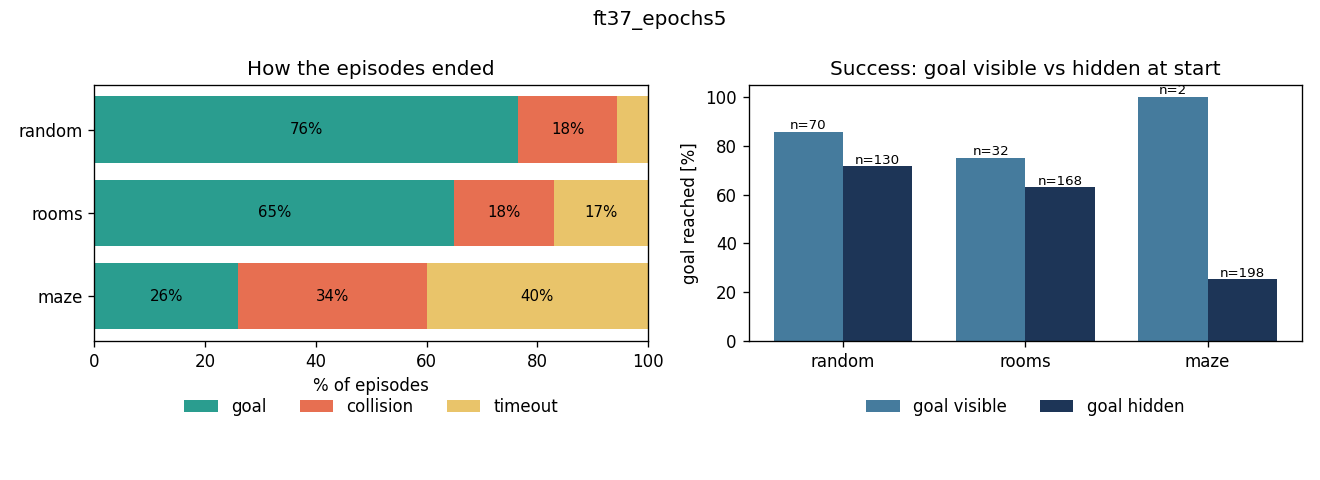 ft37_epochs5
How the episodes ended
random
76%
18%
rooms
65%
18%
17%
maze
26%
34%
40%
0 20 40 60 80 100
% of episodes
goal collision timeout
Success: goal visible vs hidden at start
goal reached [%]
100
80
60
40
20
0
n=70
n=130
n=32
n=168
n=2
n=198
random rooms maze
goal visible goal hidden